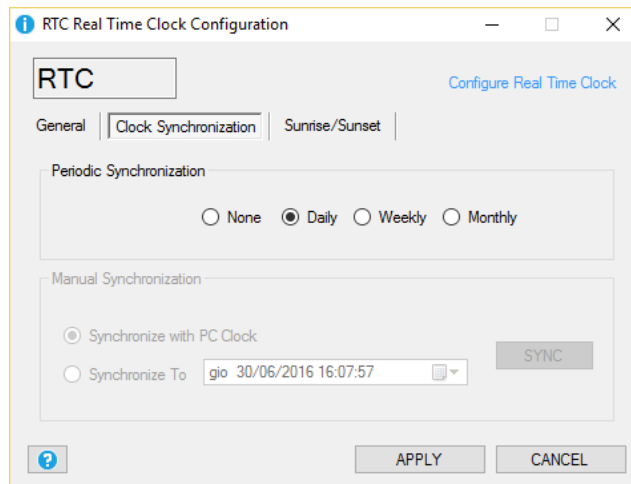 RTC Real Time Clock Configuration
RTC
Configure Real Time Clock
General Clock Synchronization Sunrise/Sunset
Periodic Synchronization
None Daily Weekly Monthly
Manual Synchronization
Synchronize with PC Clock
Synchronize To gio 30/06/2016 16:07:57
SYNC
APPLY CANCEL